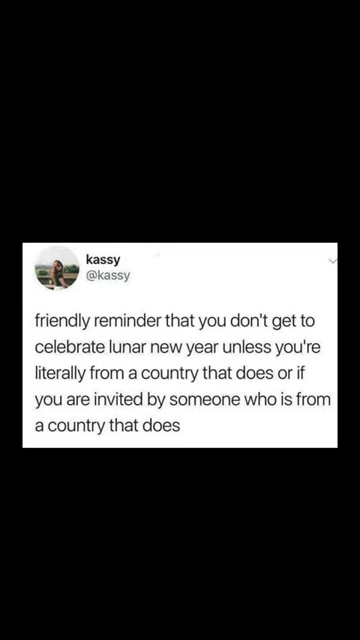 kassy
@kassy
friendly reminder that you don't get to
celebrate lunar new year unless you're
literally from a country that does or if
you are invited by someone who is from
a country that does